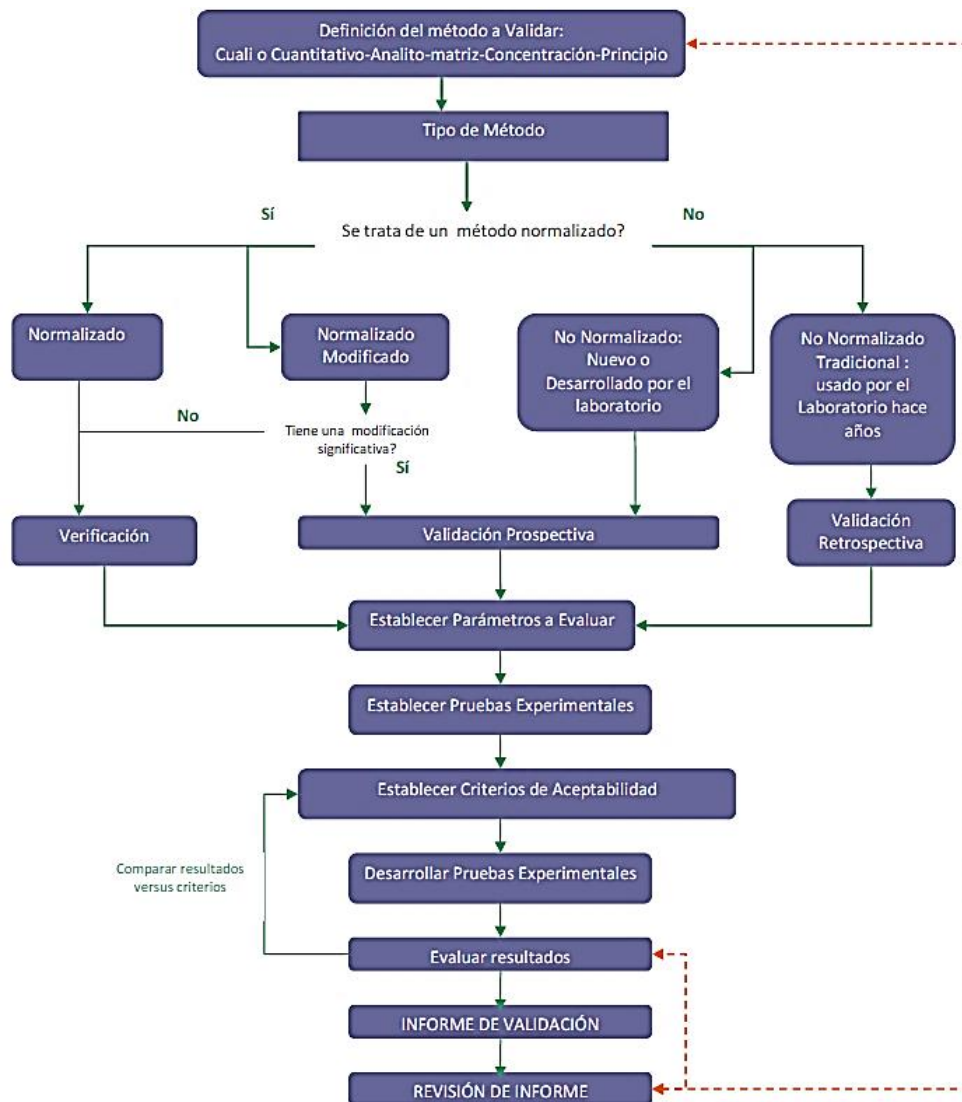 Definición del método a Validar:
Cuali o Cuantitativo-Analito-matriz-Concentración-Principio
Tipo de Método
Sí
No
Se trata de un método normalizado?
Normalizado
Normalizado
Modificado
No Normalizado:
Nuevo o
Desarrollado por el
laboratorio
No Normalizado
Tradicional :
usado por el
Laboratorio hace
años
No
Tiene una modificación
significativa?
Sí
Verificación
Validación Prospectiva
Validación
Retrospectiva
Establecer Parámetros a Evaluar
Establecer Pruebas Experimentales
Establecer Criterios de Aceptabilidad
Comparar resultados
versus criterios
Desarrollar Pruebas Experimentales
Evaluar resultados
INFORME DE VALIDACIÓN
REVISIÓN DE INFORME